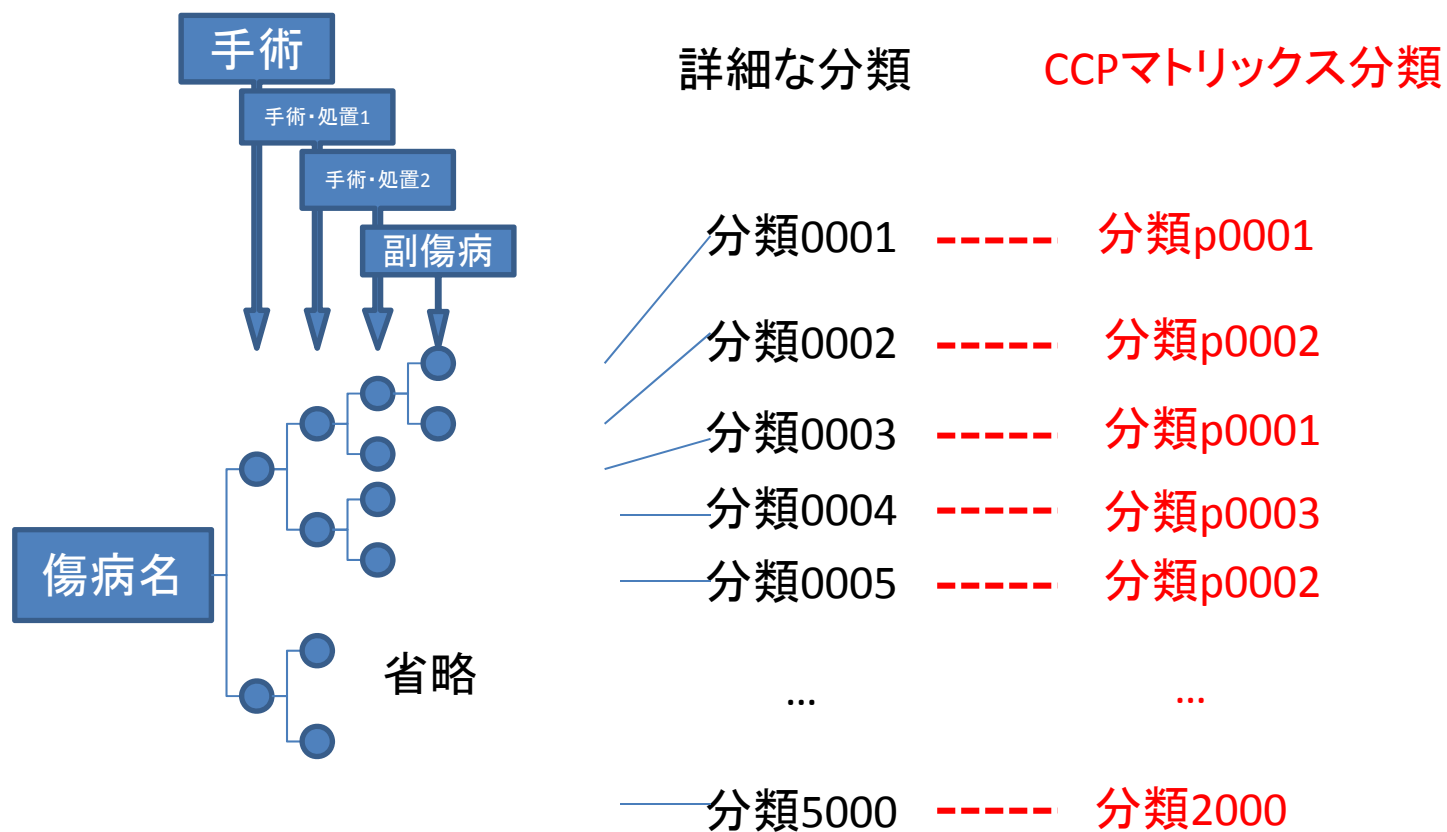 手術
手術・処置1
手術・処置2
副傷病
傷病名
省略
詳細な分類 CCPマトリックス分類
分類0001 ----- 分類p0001
分類0002 ----- 分類p0002
分類0003 ----- 分類p0001
分類0004 ----- 分類p0003
分類0005 ----- 分類p0002
... ...
分類5000 ----- 分類2000